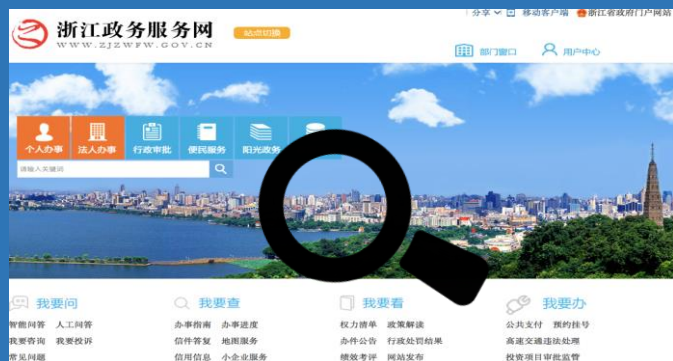 分享 移动客户端 浙江省政府门户网站
浙江政务服务网 站点切换
WWW.ZJZWFW.GOV.CN
部门窗口 用户中心
个人办事 法人办事 行政审批 便民服务 阳光政务
请输入关键词
我要问 我要查 我要看 我要办
智能问答 人工问答 办事指南 办事进度 权力清单 政策解读 公共支付 预约挂号
我要咨询 我要投诉 信件答复 地图服务 办件公告 行政处罚结果 高速交通违法处理
常见问题 信用信息 小企业服务 绩效考评 网站发布 投资项目审批监管